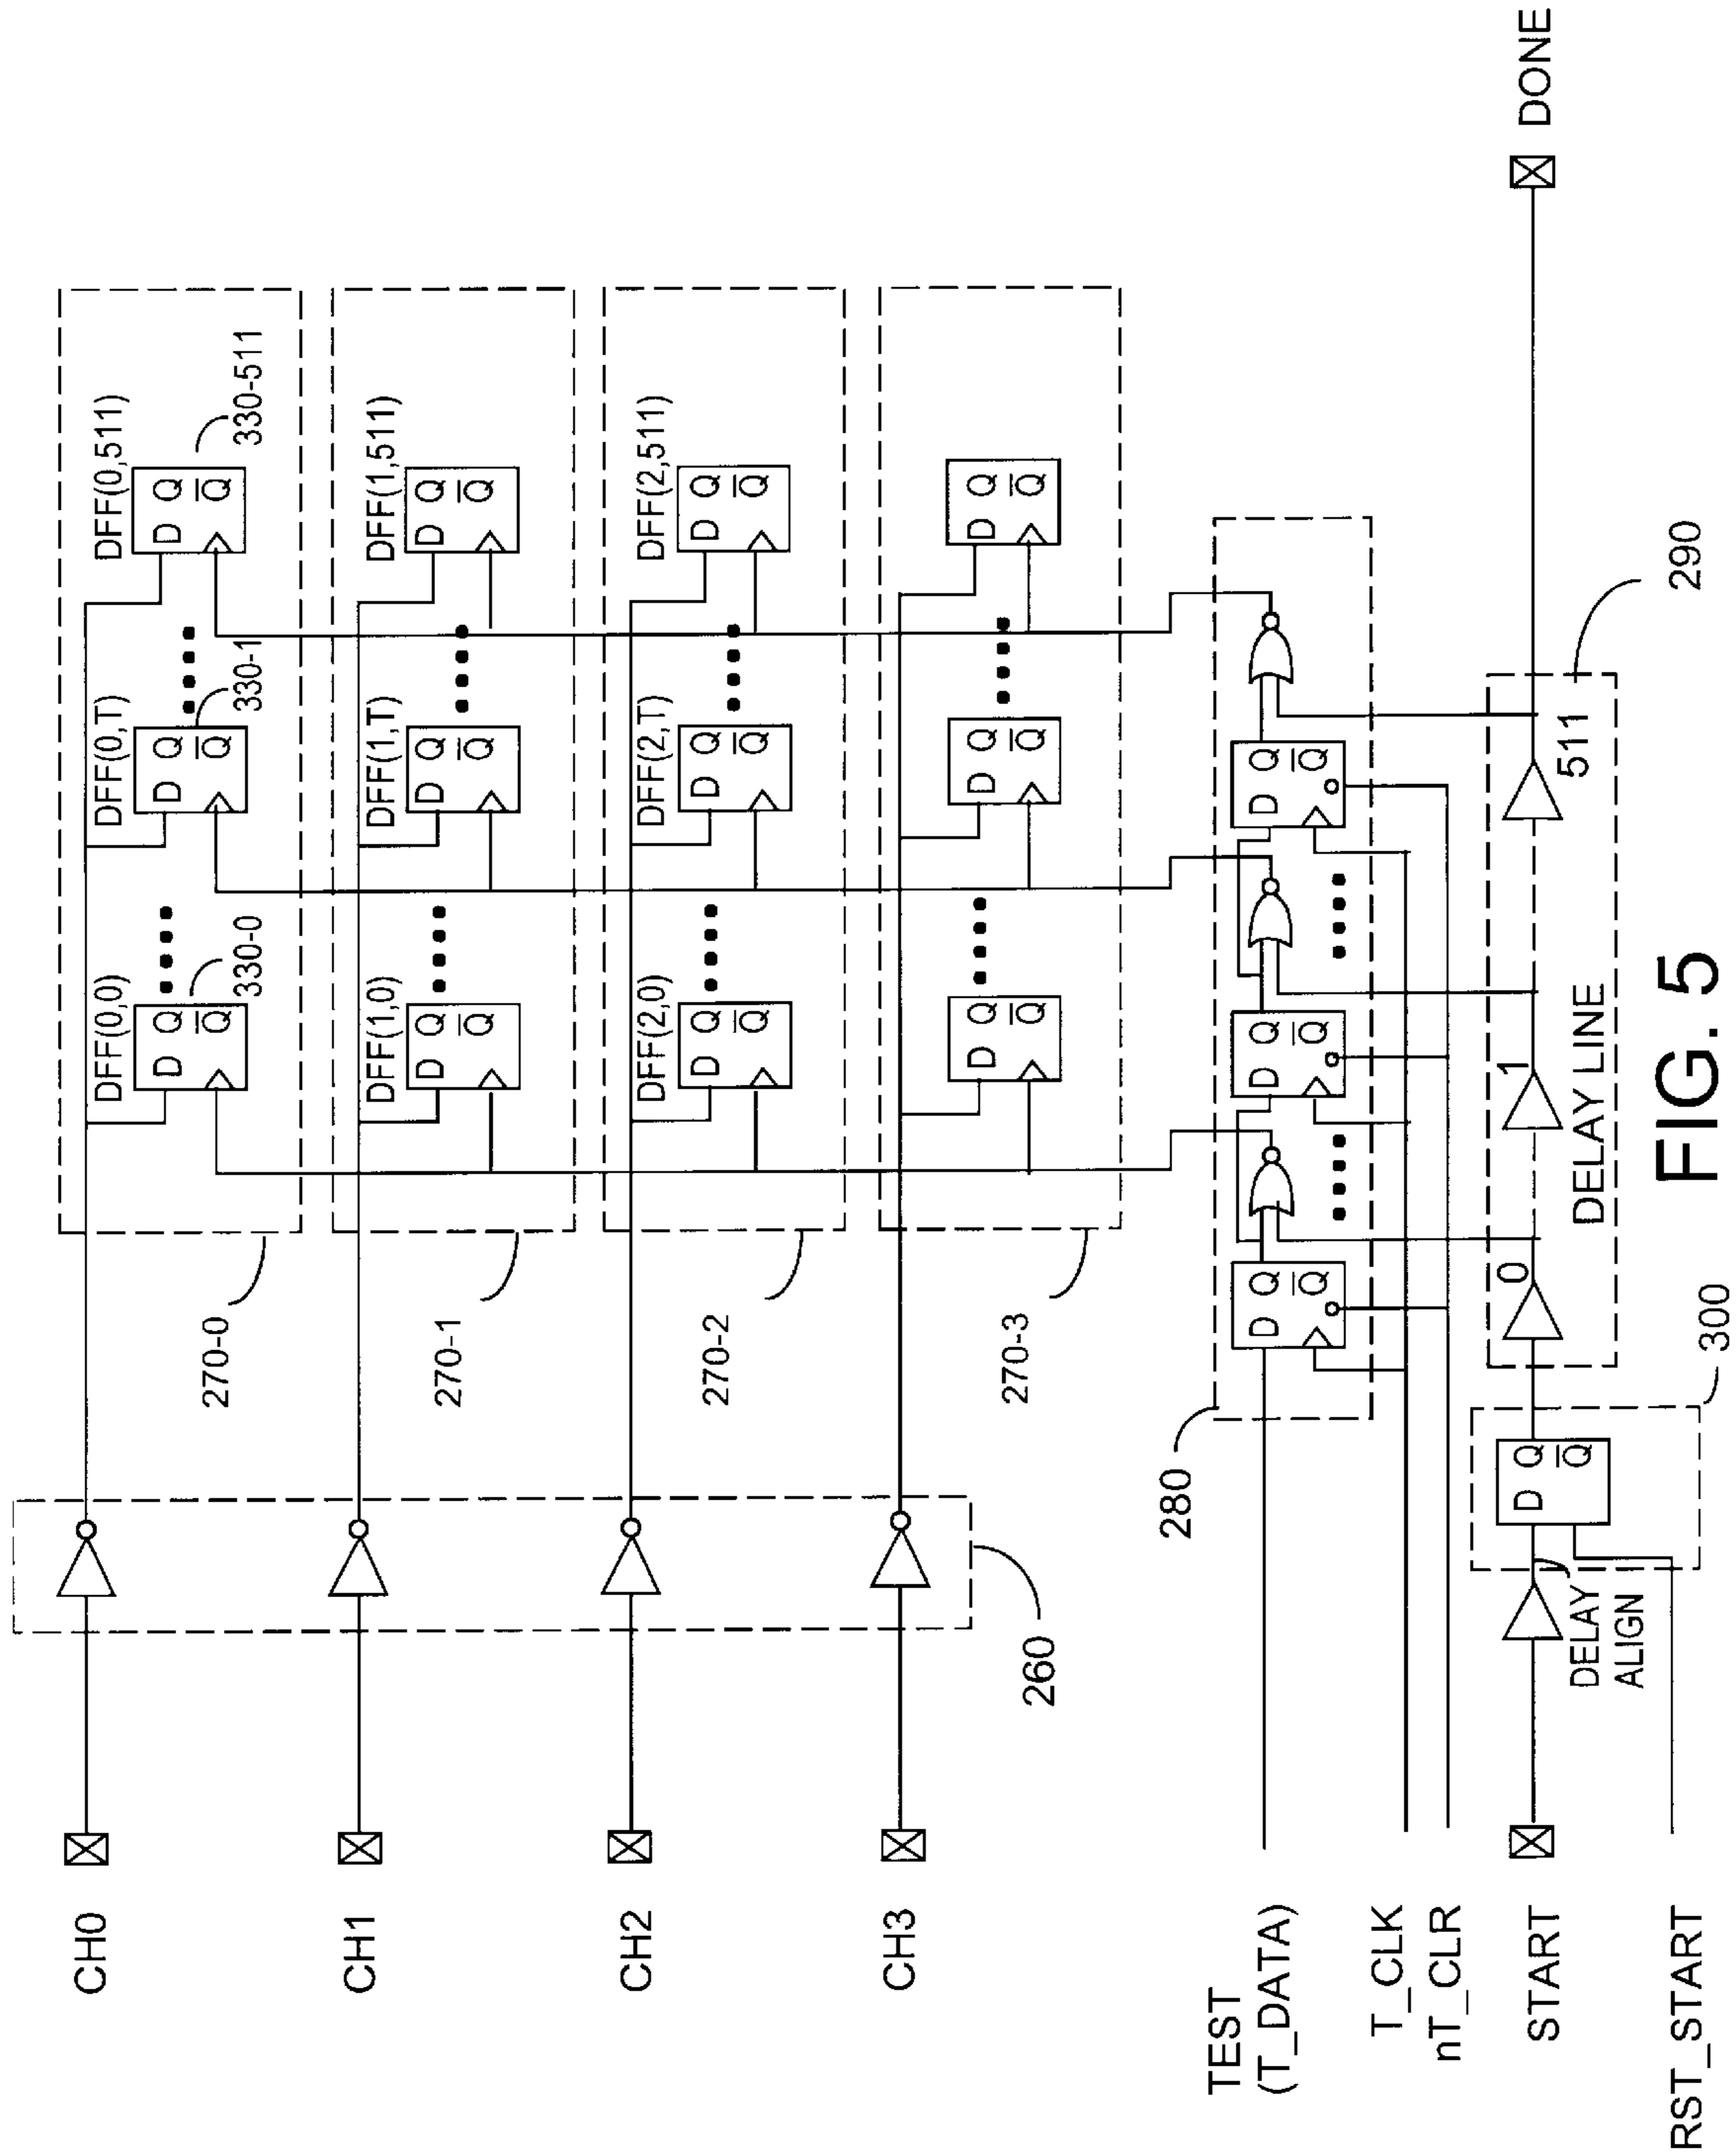 CH0
270-0
DFF(0,0)
D Q
Q
330-0
DFF(0,T)
D Q
Q
330-1
DFF(0,511)
D Q
Q
330-511
CH1
270-1
DFF(1,0)
D Q
Q
DFF(1,T)
D Q
Q
DFF(1,511)
D Q
Q
CH2
270-2
DFF(2,0)
D Q
Q
DFF(2,T)
D Q
Q
DFF(2,511)
D Q
Q
CH3
270-3
D Q
Q
D Q
Q
D Q
Q
260
TEST
(T_DATA)
280
D Q
Q
D Q
Q
D Q
Q
T_CLK
nT_CLR
START
DELAY
ALIGN
D Q
Q
300
0
1
511
DELAY LINE
290
DONE
RST_START
FIG. 5